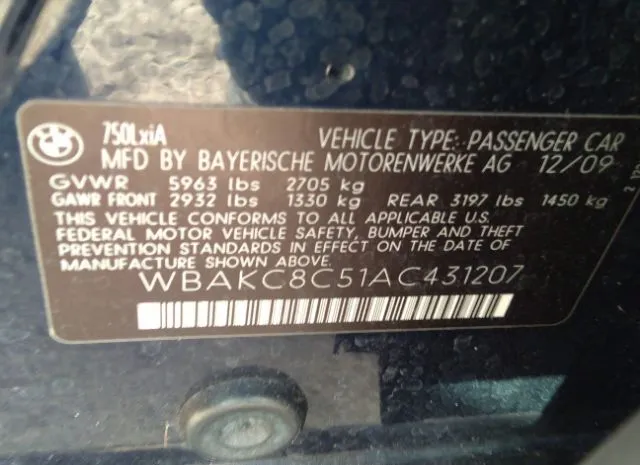 750LxiA VEHICLE TYPE: PASSENGER CAR
MFD BY BAYERISCHE MOTORENWERKE AG 12/09
GVWR 5963 lbs 2705 kg
GAWR FRONT 2932 lbs 1330 kg REAR 3197 lbs 1450 kg
THIS VEHICLE CONFORMS TO ALL APPLICABLE U.S.
FEDERAL MOTOR VEHICLE SAFETY, BUMPER AND THEFT
PREVENTION STANDARDS IN EFFECT ON THE DATE OF
MANUFACTURE SHOWN ABOVE.
WBAKC8C51AC431207